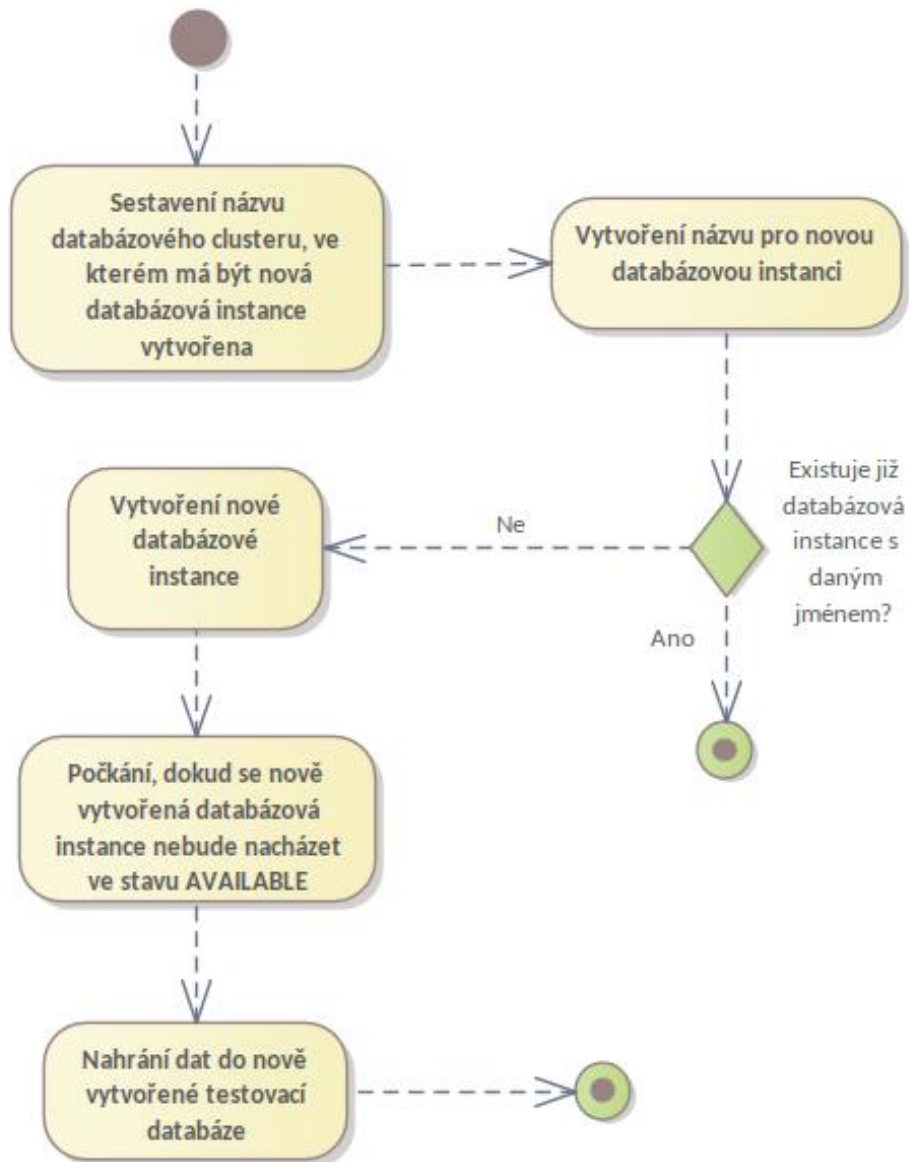 Sestavení názvu
databázového clusteru, ve
kterém má být nová
databázová instance
vytvořena
Vytvoření názvu pro novou
databázovou instanci
Existuje již
databázová
instance s
daným
jménem?
Ne
Ano
Vytvoření nové
databázové
instance
Počkání, dokud se nově
vytvořená databázová
instance nebude nacházet
ve stavu AVAILABLE
Nahrání dat do nově
vytvořené testovací
databáze